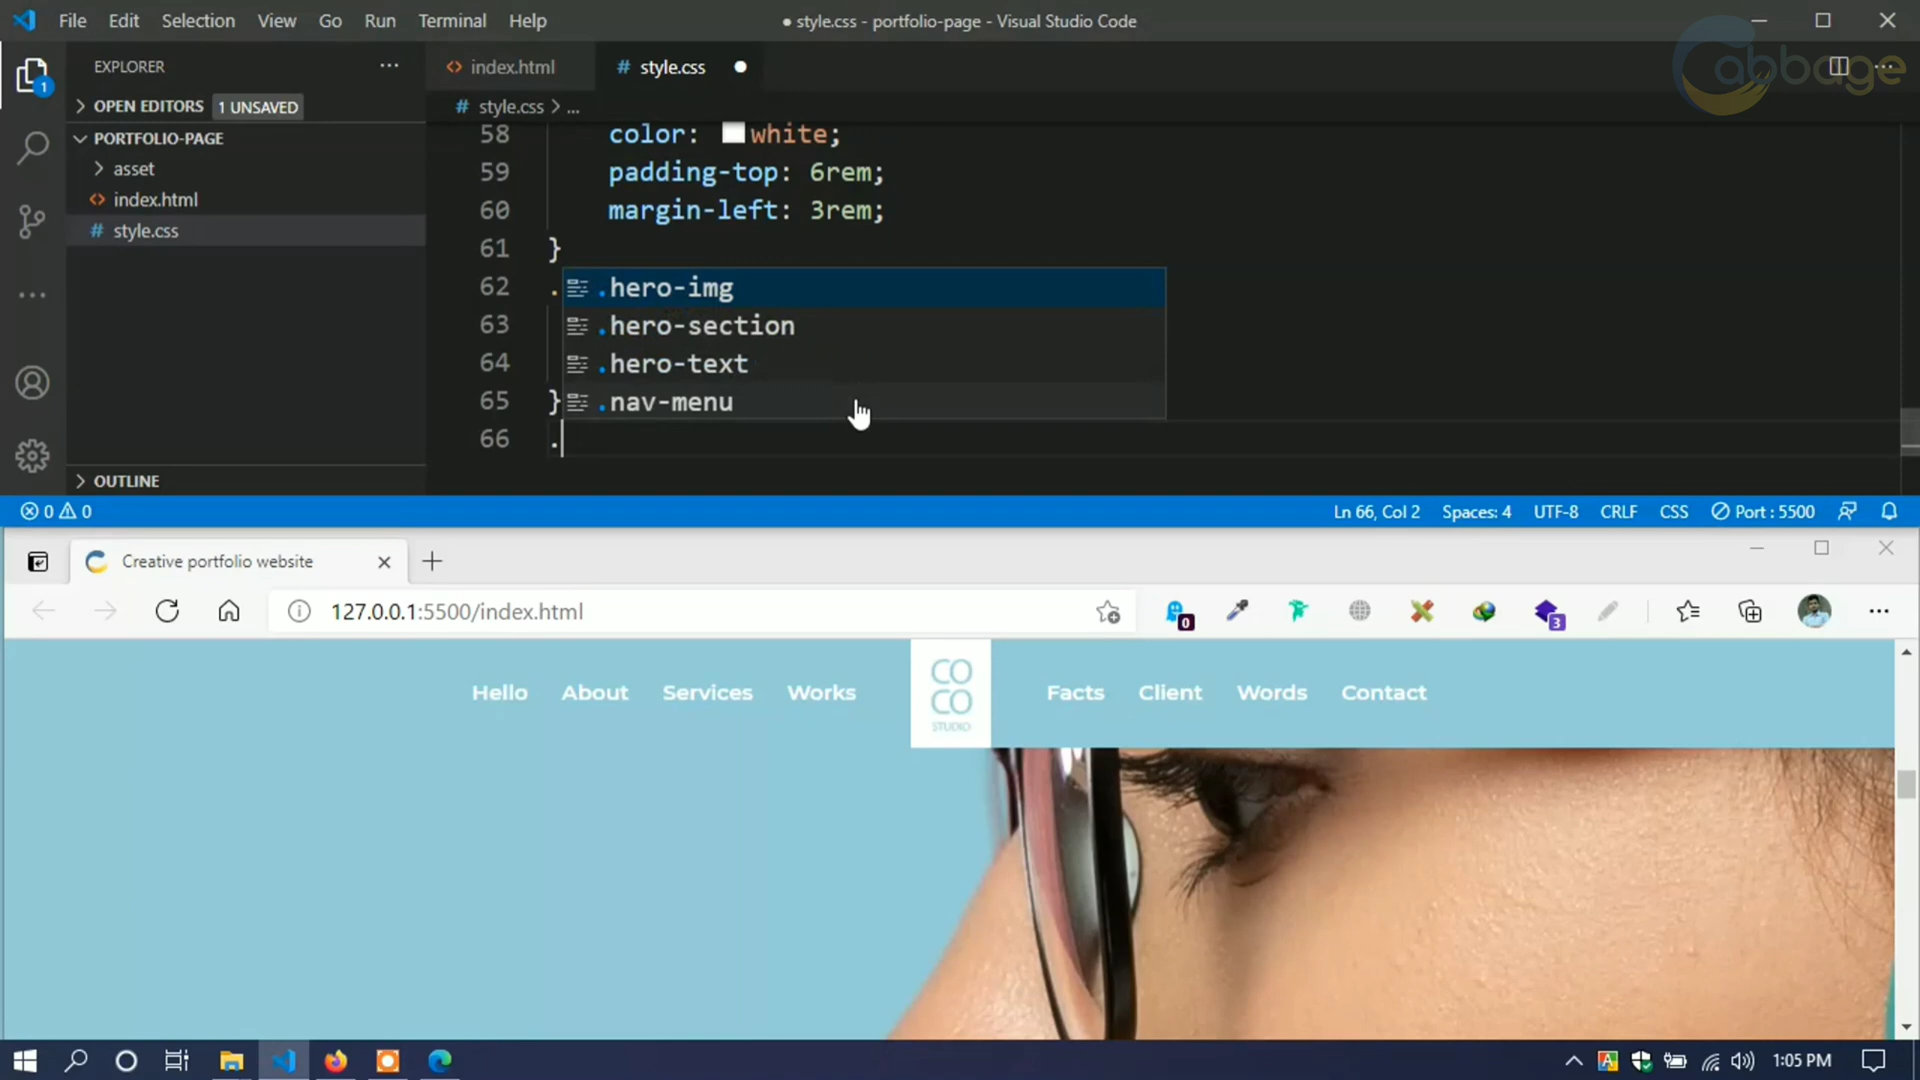 File Edit Selection View Go Run Terminal Help
● style.css - portfolio-page - Visual Studio Code
abbage
EXPLORER
OPEN EDITORS 1 UNSAVED
PORTFOLIO-PAGE
asset
<> index.html
# style.css
OUTLINE
1
<> index.html
# style.css
# style.css > ...
58 color: white;
59 padding-top: 6rem;
60 margin-left: 3rem;
61 }
62 .
.hero-img
63
.hero-section
64
.hero-text
65 }
.nav-menu
66 .
0 0
Ln 66, Col 2 Spaces: 4 UTF-8 CRLF CSS Port : 5500
Creative portfolio website
127.0.0.1:5500/index.html
0
3
Hello About Services Works
CO
CO
STUDIO
Facts Client Words Contact
A
1:05 PM